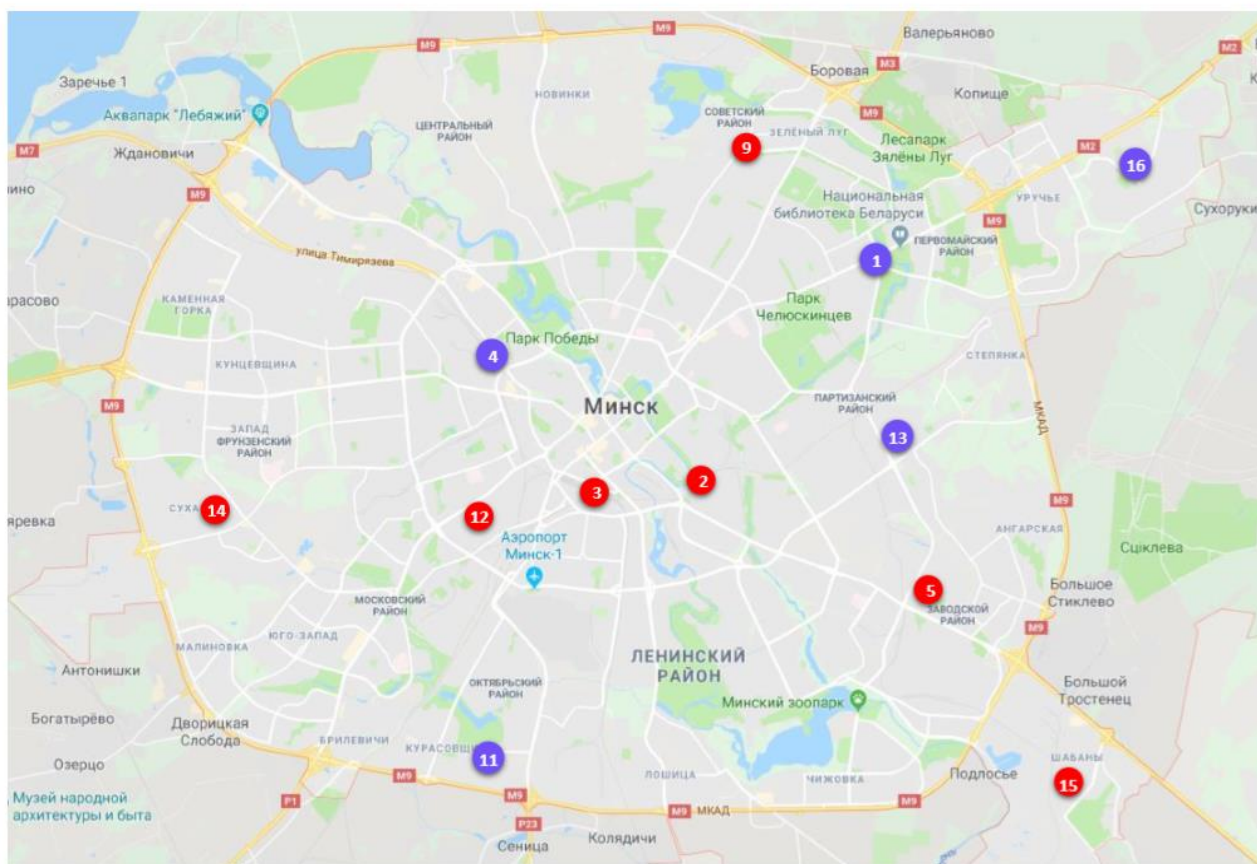 Валерьяново
M9
M9
M2
M3
Заречье 1
Боровая
Копище
НОВИНКИ
СОВЕТСКИЙ
РАЙОН
ЗЕЛЁНЫЙ ЛУГ
M9
Аквапарк "Лебяжий"
ЦЕНТРАЛЬНЫЙ
РАЙОН
9
Лесапарк
Зялёны Луг
M2
M7
Ждановичи
16
M9
Национальная
библиотека Беларуси
УРУЧЬЕ
Сухоруки
M9
улица Тимирязева
ПЕРВОМАЙСКИЙ
РАЙОН
1
КАМЕННАЯ
ГОРКА
арасово
Парк
Челюскинцев
Парк Победы
4
КУНЦЕВЩИНА
СТЕПЯНКА
M9
Минск
ПАРТИЗАНСКИЙ
РАЙОН
МКАД
ЗАПАД
ФРУНЗЕНСКИЙ
РАЙОН
13
2
3
14
СУХА
12
M9
яревка
АНГАРСКАЯ
Аэропорт
Минск-1
Сціклева
5
ЗАВОДСКОЙ
РАЙОН
Большое
Стиклево
МОСКОВСКИЙ
РАЙОН
M9
ЮГО-ЗАПАД
МАЛИНОВКА
ЛЕНИНСКИЙ
РАЙОН
Антонишки
ОКТЯБРЬСКИЙ
РАЙОН
Большой
Тростенец
Минский зоопарк
Богатырёво
Дворицкая
Слобода
БРИЛЕВИЧИ
КУРАСОВЩИ
11
ШАБАНЫ
Озерцо
M9
ЛОШИЦА
ЧИЖОВКА
Подлосье
15
Музей народной
архитектуры и быта
P1
M9
M9
МКАД
M9
P23
Колядичи
Сеница